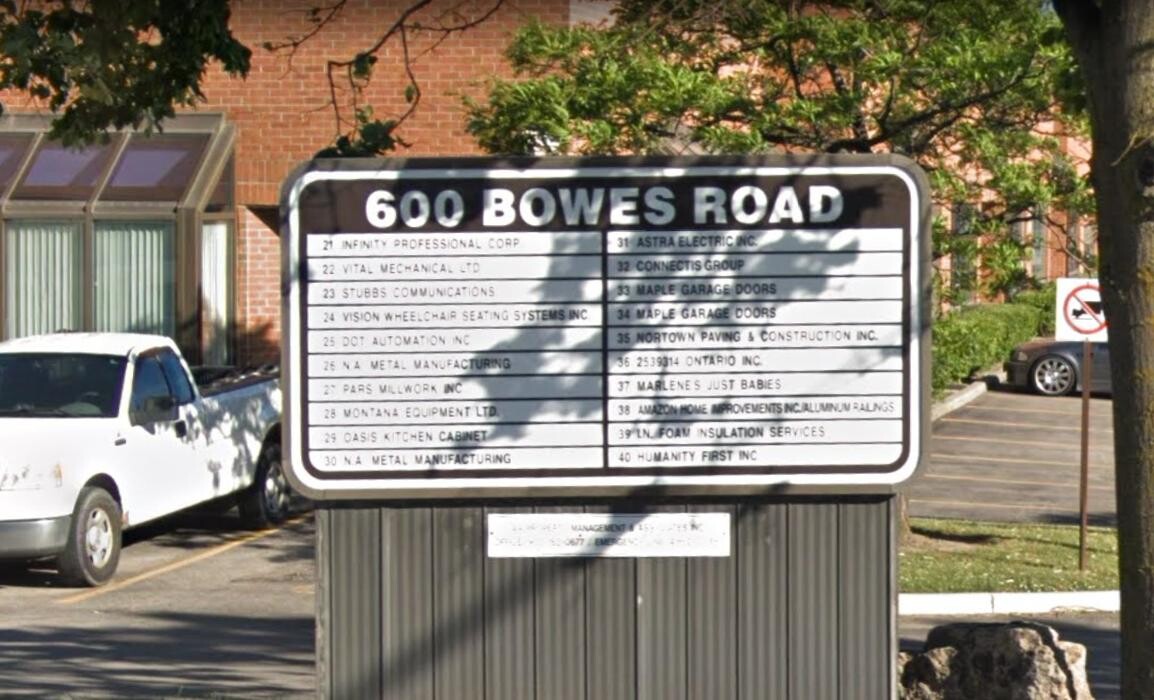 600 BOWES ROAD
21 INFINITY PROFESSIONAL CORP
22 VITAL MECHANICAL LTD
23 STUBBS COMMUNICATIONS
24 VISION WHEELCHAIR SEATING SYSTEMS INC
25 DOT AUTOMATION INC
26 N.A. METAL MANUFACTURING
27 PARS MILLWORK INC
28 MONTANA EQUIPMENT LTD.
29 OASIS KITCHEN CABINET
30 N.A. METAL MANUFACTURING
31 ASTRA ELECTRIC INC.
32 CONNECTIS GROUP
33 MAPLE GARAGE DOORS
34 MAPLE GARAGE DOORS
35 NORTOWN PAVING & CONSTRUCTION INC.
36 2539314 ONTARIO INC.
37 MARLENE'S JUST BABIES
38 AMAZON HOME IMPROVEMENTS INC/ALUMINUM RAILINGS
39 I.N. FOAM INSULATION SERVICES
40 HUMANITY FIRST INC
MANAGEMENT &